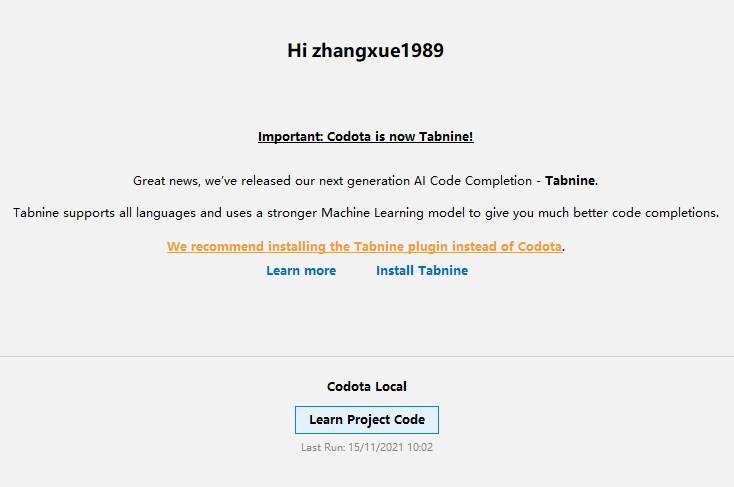 Hi zhangxue1989
Important: Codota is now Tabnine!
Great news, we've released our next generation AI Code Completion - Tabnine.
Tabnine supports all languages and uses a stronger Machine Learning model to give you much better code completions.
We recommend installing the Tabnine plugin instead of Codota.
Learn more Install Tabnine
Codota Local
Learn Project Code
Last Run: 15/11/2021 10:02